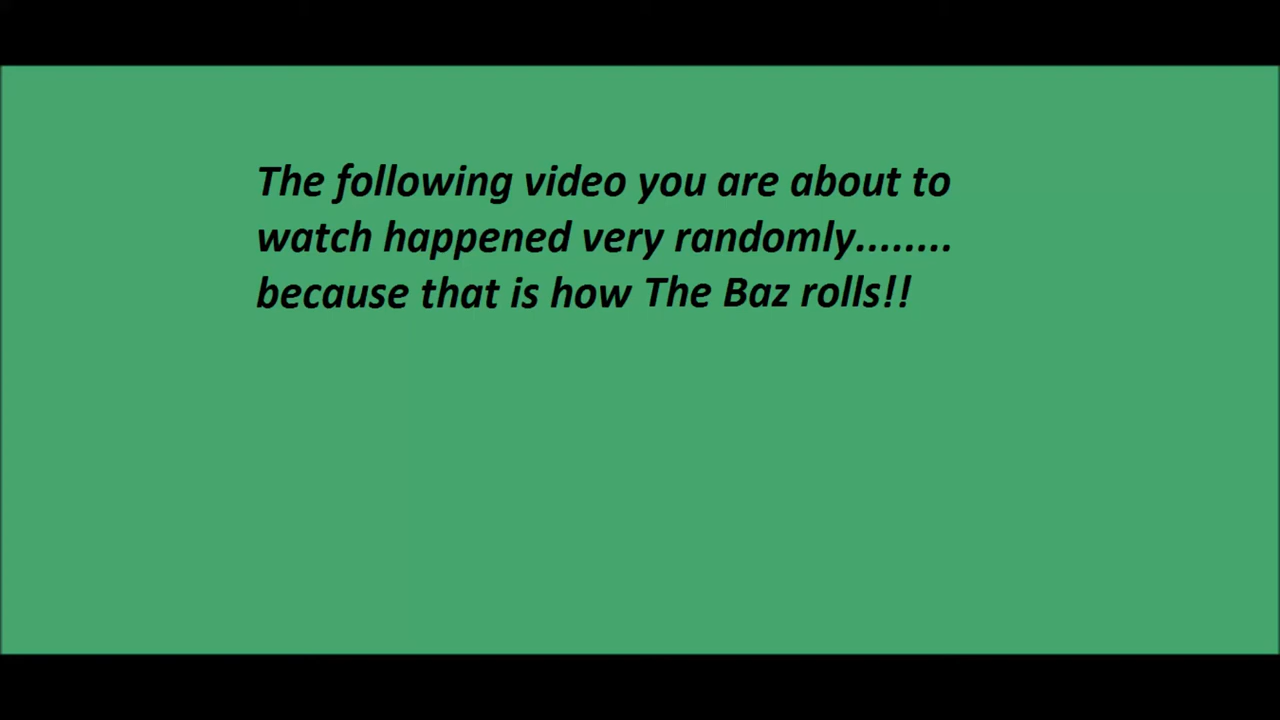 The following video you are about to
watch happened very randomly........
because that is how The Baz rolls!!